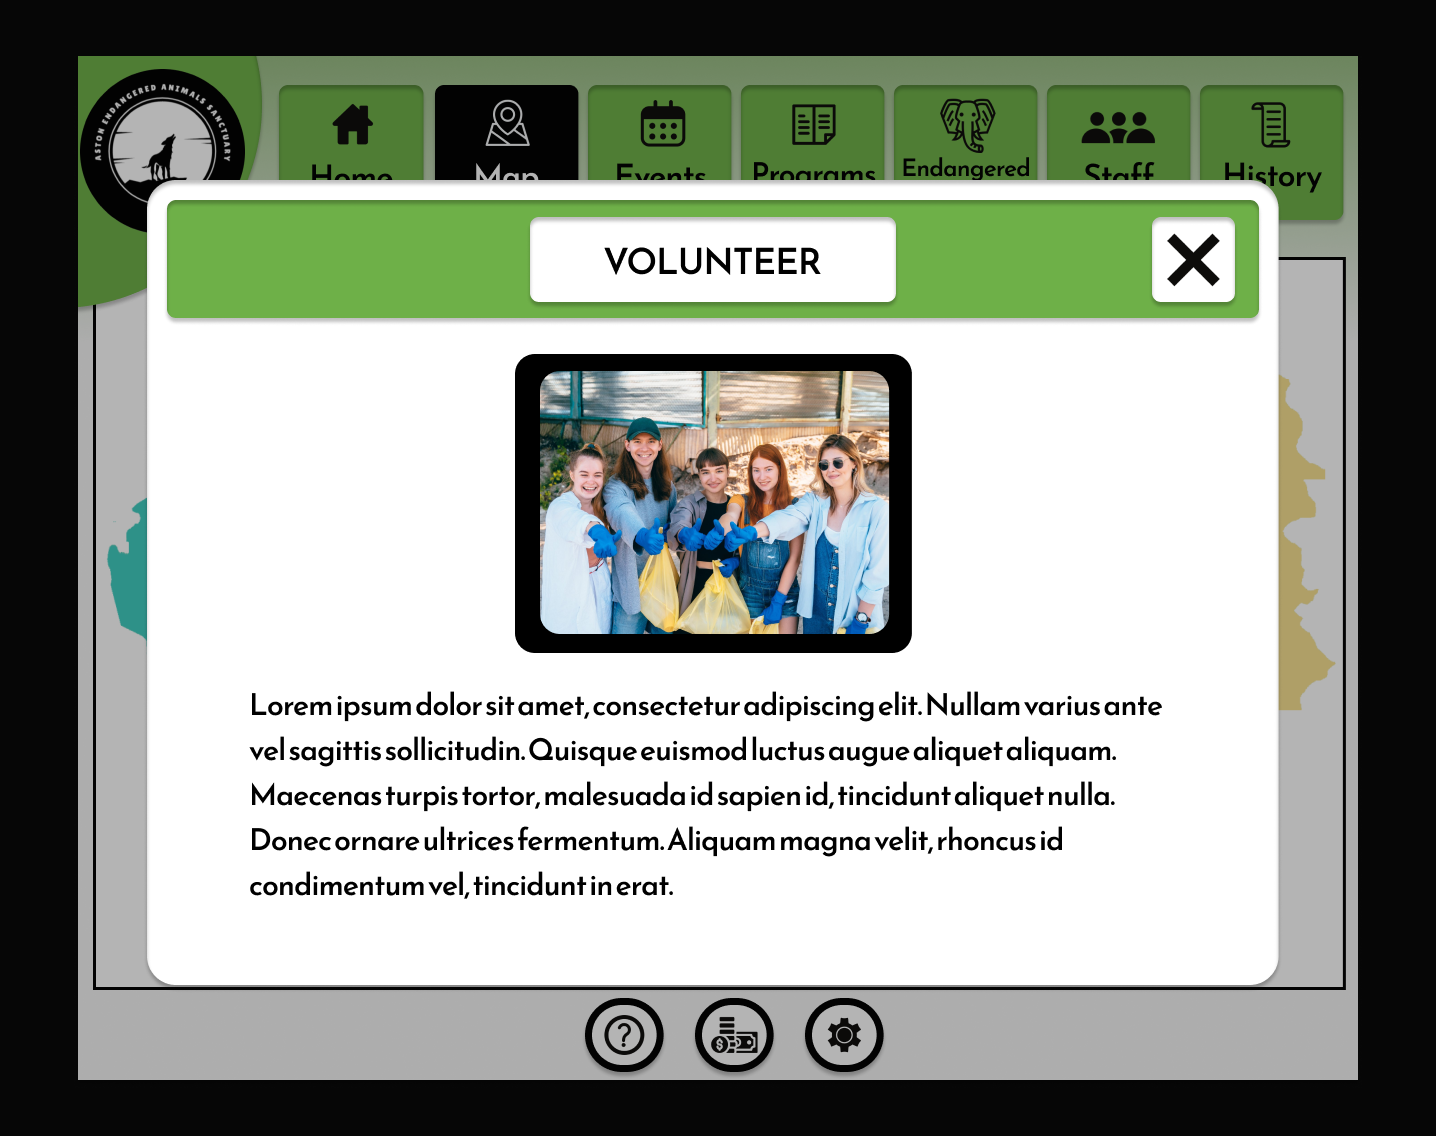 ASTON ENDANGERED ANIMALS SANCTUARY
Home
Map
Events
Programs
Endangered
Staff
History
VOLUNTEER
Lorem ipsum dolor sit amet, consectetur adipiscing elit. Nullam varius ante
vel sagittis sollicitudin. Quisque euismod luctus augue aliquet aliquam.
Maecenas turpis tortor, malesuada id sapien id, tincidunt aliquet nulla.
Donec ornare ultrices fermentum. Aliquam magna velit, rhoncus id
condimentum vel, tincidunt in erat.